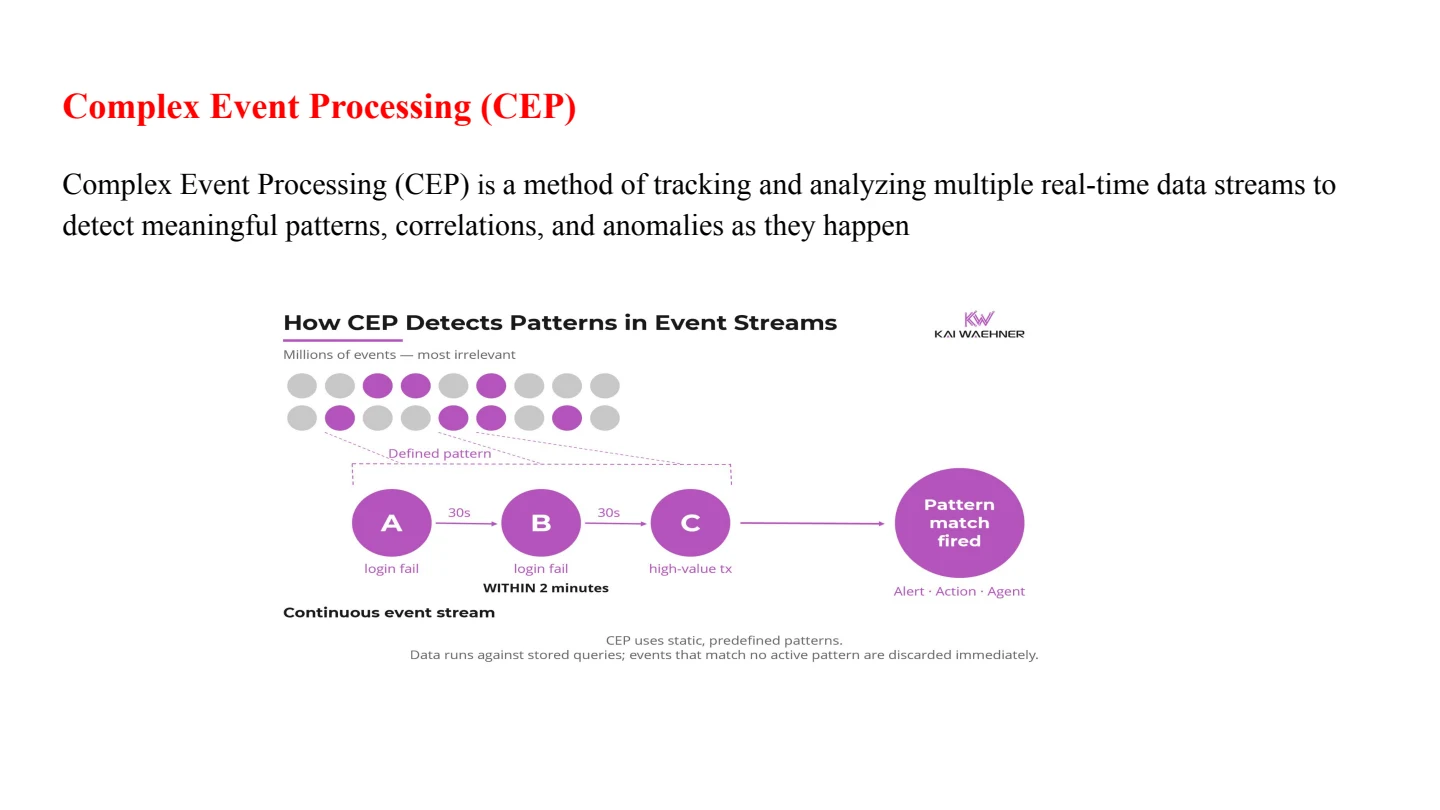 Complex Event Processing (CEP)
Complex Event Processing (CEP) is a method of tracking and analyzing multiple real-time data streams to
detect meaningful patterns, correlations, and anomalies as they happen
How CEP Detects Patterns in Event Streams
KW
KAI WAEHNER
Millions of events — most irrelevant
Defined pattern
A
30s
B
30s
C
Pattern
match
fired
login fail
login fail
high-value tx
WITHIN 2 minutes
Alert · Action · Agent
Continuous event stream
CEP uses static, predefined patterns.
Data runs against stored queries; events that match no active pattern are discarded immediately.